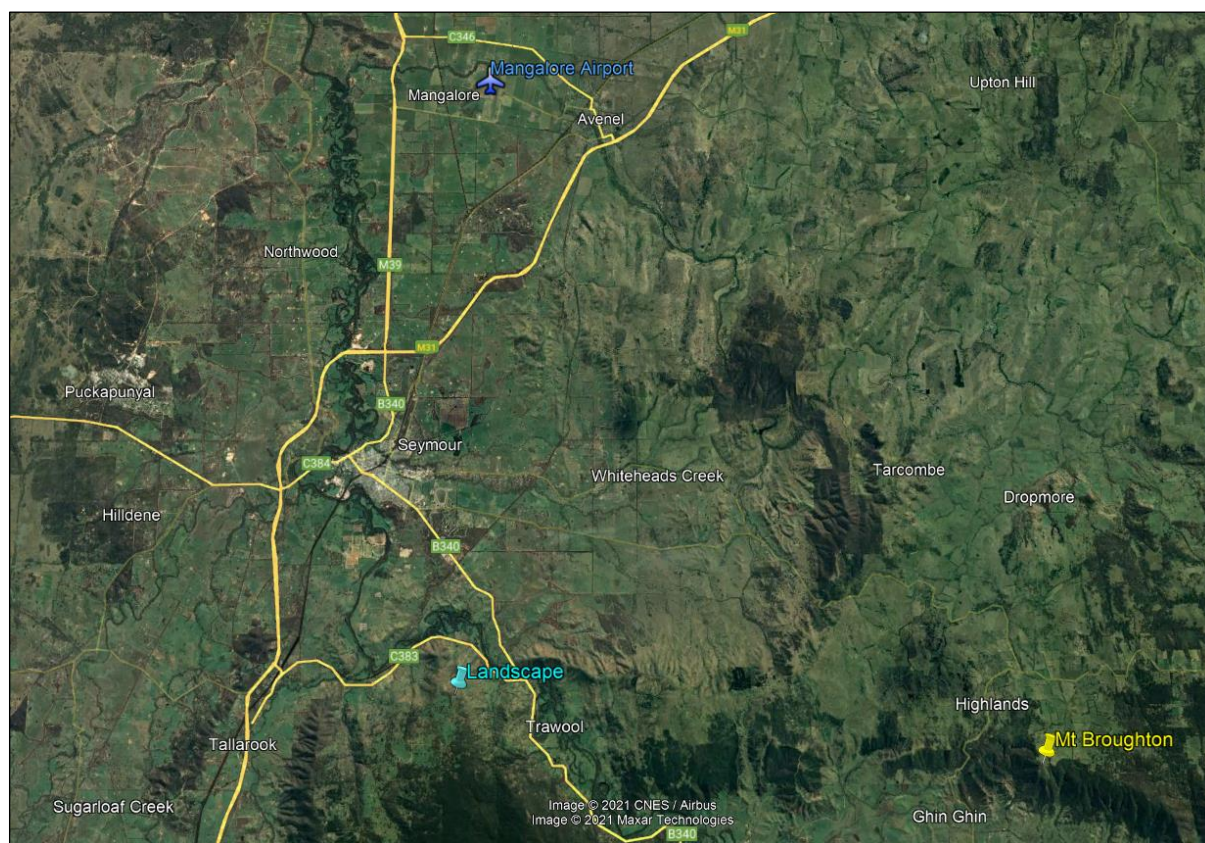 M31
C346
Mangalore Airport
Upton Hill
Mangalore
Avenel
Northwood
M39
M31
Puckapunyal
B340
Seymour
C384
Whiteheads Creek
Tarcombe
Dropmore
Hilldene
B340
C383
Landscape
Highlands
Trawool
Mt Broughton
Tallarook
Sugarloaf Creek
Image © 2021 CNES / Airbus
Image © 2021 Maxar Technologies
Ghin Ghin
B340